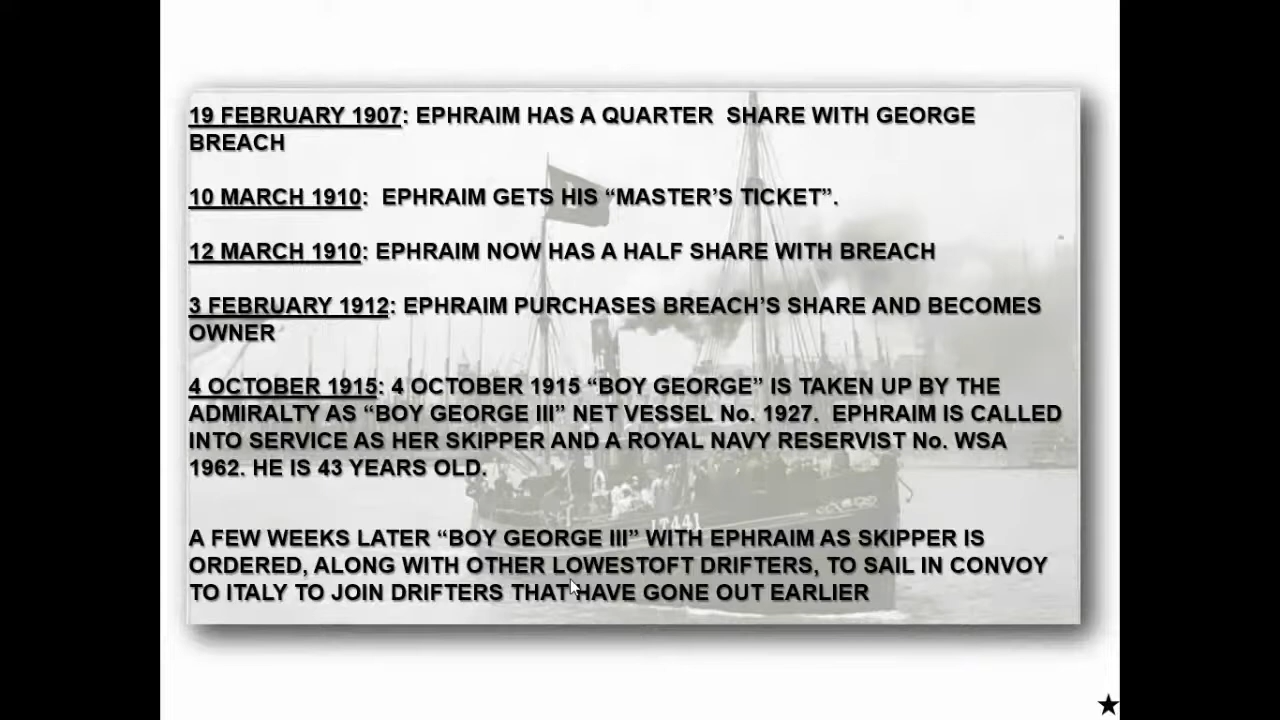 19 FEBRUARY 1907: EPHRAIM HAS A QUARTER  SHARE WITH GEORGE
BREACH
10 MARCH 1910:  EPHRAIM GETS HIS “MASTER’S TICKET”.
12 MARCH 1910: EPHRAIM NOW HAS A HALF SHARE WITH BREACH
3 FEBRUARY 1912: EPHRAIM PURCHASES BREACH’S SHARE AND BECOMES
OWNER
4 OCTOBER 1915: 4 OCTOBER 1915 “BOY GEORGE” IS TAKEN UP BY THE
ADMIRALTY AS “BOY GEORGE III” NET VESSEL No. 1927.  EPHRAIM IS CALLED
INTO SERVICE AS HER SKIPPER AND A ROYAL NAVY RESERVIST No. WSA
1962. HE IS 43 YEARS OLD.
LT441
A FEW WEEKS LATER “BOY GEORGE III” WITH EPHRAIM AS SKIPPER IS
ORDERED, ALONG WITH OTHER LOWESTOFT DRIFTERS, TO SAIL IN CONVOY
TO ITALY TO JOIN DRIFTERS THAT HAVE GONE OUT EARLIER